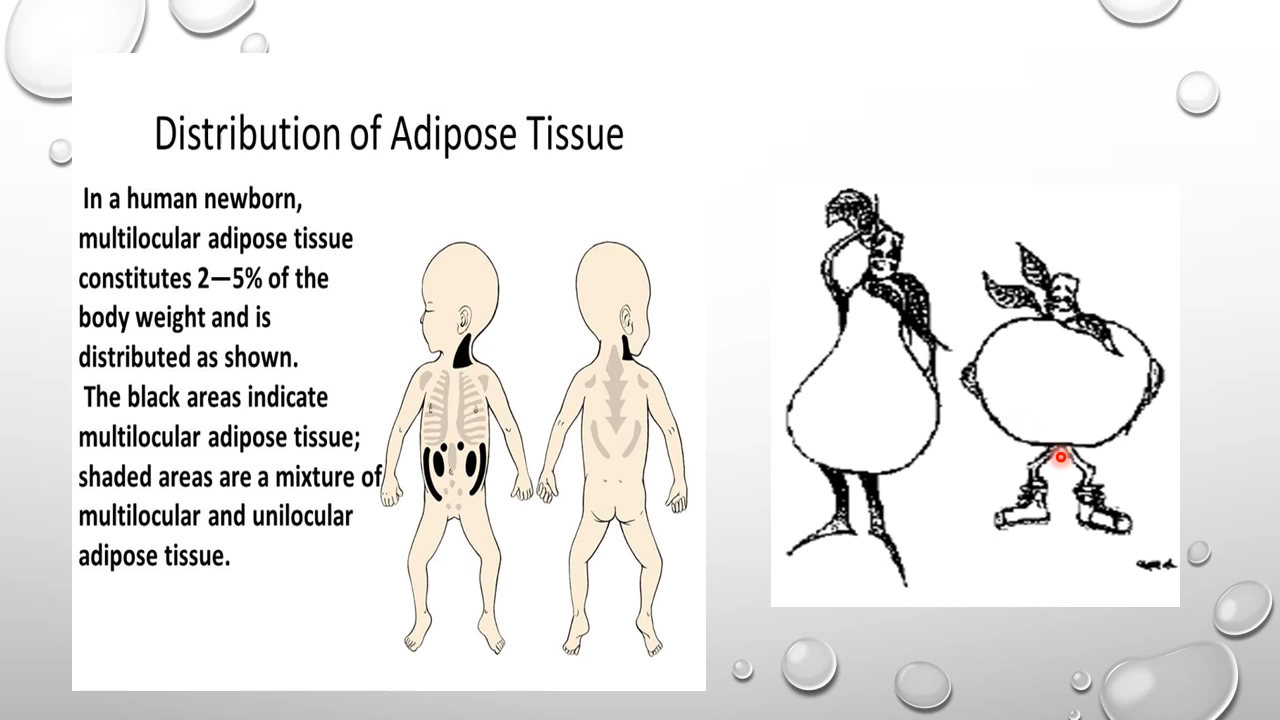 Distribution of Adipose Tissue
In a human newborn,
multilocular adipose tissue
constitutes 2—5% of the
body weight and is
distributed as shown.
The black areas indicate
multilocular adipose tissue;
shaded areas are a mixture of
multilocular and unilocular
adipose tissue.